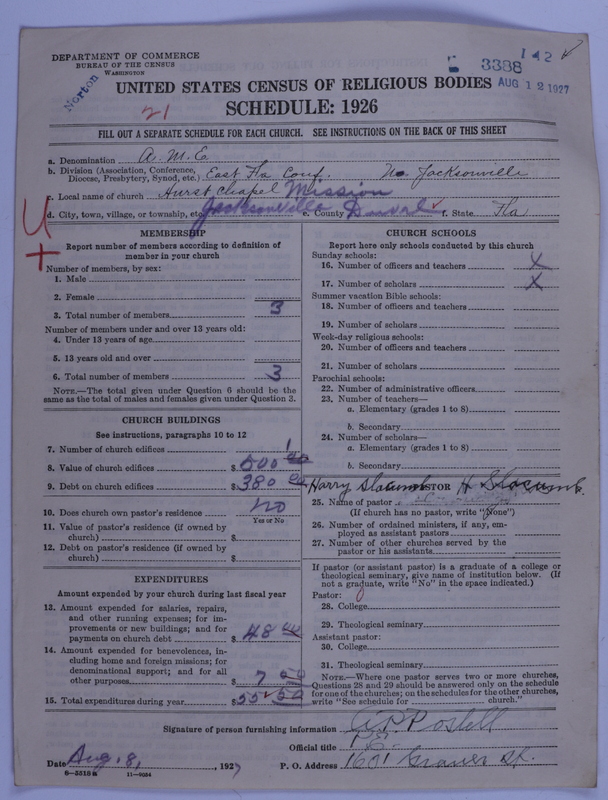 DEPARTMENT OF COMMERCE
BUREAU OF THE CENSUS
WASHINGTON
Norton
3388
142
AUG 12 1927
UNITED STATES CENSUS OF RELIGIOUS BODIES
21
SCHEDULE: 1926
FILL OUT A SEPARATE SCHEDULE FOR EACH CHURCH. SEE INSTRUCTIONS ON THE BACK OF THIS SHEET
a. Denomination A. M. E.
b. Division (Association, Conference, Diocese, Presbytery, Synod, etc.) East Fla Conf. No. Jacksonville
c. Local name of church Hurst Chapel Mission
d. City, town, village, or township, etc. Jacksonville e. County Duval f. State Fla
MEMBERSHIP
Report number of members according to definition of
member in your church
Number of members, by sex:
1. Male
2. Female
3. Total number of members 3
Number of members under and over 13 years old:
4. Under 13 years of age
5. 13 years old and over
6. Total number of members 3
NOTE.—The total given under Question 6 should be the
same as the total of males and females given under Question 3.
CHURCH BUILDINGS
See instructions, paragraphs 10 to 12
7. Number of church edifices 1
8. Value of church edifices $ 500 00
9. Debt on church edifices $ 380 00
10. Does church own pastor's residence no
Yes or No
11. Value of pastor's residence (if owned by
church) $
12. Debt on pastor's residence (if owned by
church) $
EXPENDITURES
Amount expended by your church during last fiscal year
13. Amount expended for salaries, repairs,
and other running expenses; for im-
provements or new buildings; and for
payments on church debt $ 48 00
14. Amount expended for benevolences, in-
cluding home and foreign missions; for
denominational support; and for all
other purposes $ 7 50
15. Total expenditures during year $ 55 50
CHURCH SCHOOLS
Report here only schools conducted by this church
Sunday schools:
16. Number of officers and teachers X
17. Number of scholars X
Summer vacation Bible schools:
18. Number of officers and teachers
19. Number of scholars
Week-day religious schools:
20. Number of officers and teachers
21. Number of scholars
Parochial schools:
22. Number of administrative officers
23. Number of teachers—
a. Elementary (grades 1 to 8)
b. Secondary
24. Number of scholars—
a. Elementary (grades 1 to 8)
b. Secondary
Harry Slocumb PASTOR H Slocumb
25. Name of pastor
(If church has no pastor, write "None")
26. Number of ordained ministers, if any, em-
ployed as assistant pastors
27. Number of other churches served by the
pastor or his assistants
If pastor (or assistant pastor) is a graduate of a college or
theological seminary, give name of institution below. (If
not a graduate, write "No" in the space indicated.)
Pastor:
28. College
29. Theological seminary
Assistant pastor:
30. College
31. Theological seminary
NOTE.—Where one pastor serves two or more churches,
Questions 28 and 29 should be answered only on the schedule
for one of the churches; on the schedules for the other churches,
write "See schedule for church."
Signature of person furnishing information A P Postell
Official title P. E.
Date Aug. 8, 1927
P. O. Address 1601 St.
6-5518a 11-9034